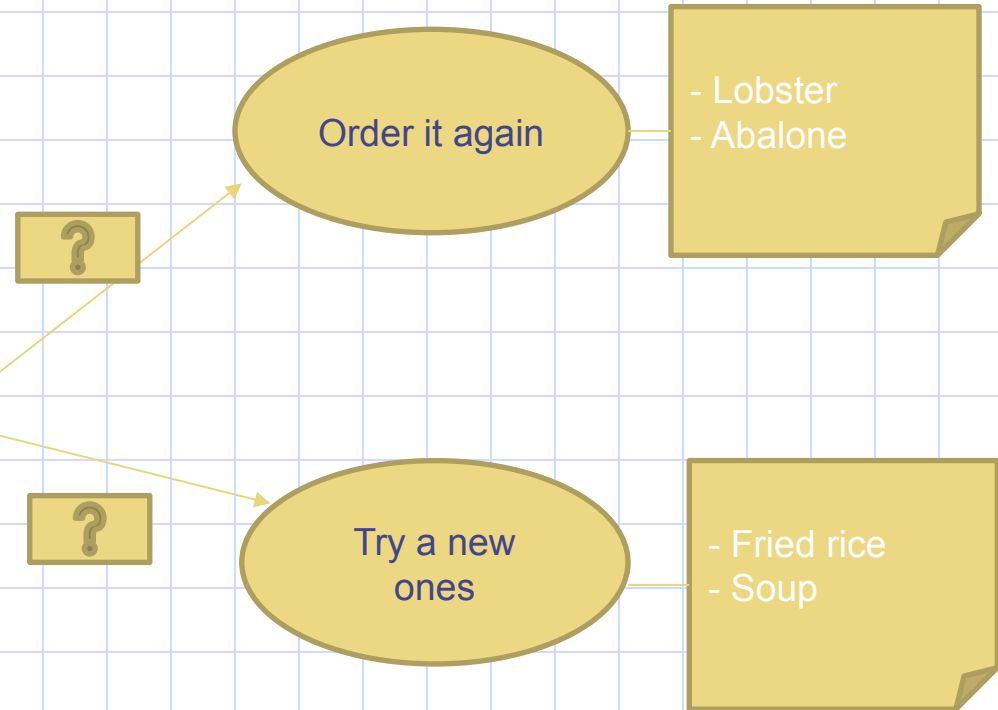 Order it again
- Lobster
- Abalone
?
?
Try a new
ones
- Fried rice
- Soup